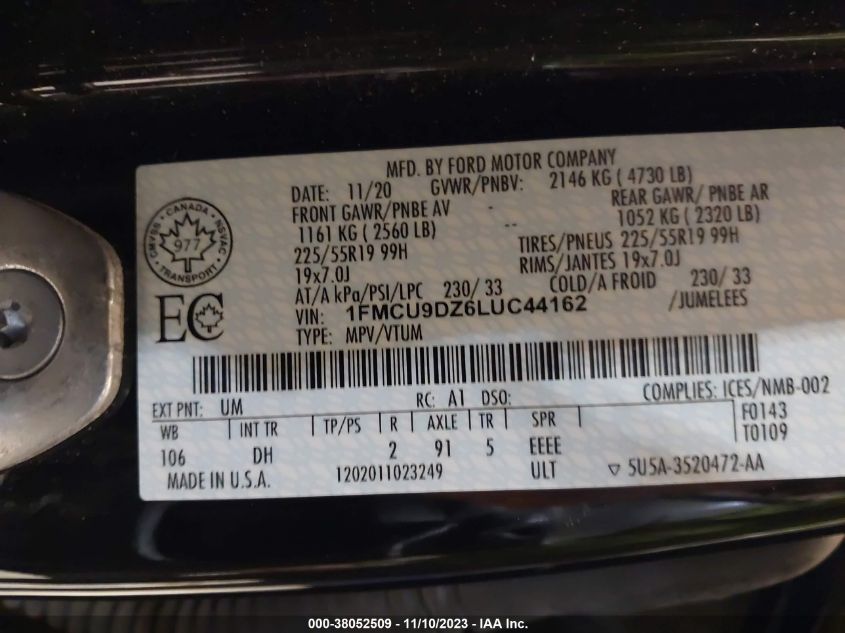 MFD. BY FORD MOTOR COMPANY
DATE: 11/20 GVWR/PNBV: 2146 KG ( 4730 LB)
FRONT GAWR/PNBE AV REAR GAWR/ PNBE AR
1161 KG ( 2560 LB) -- 1052 KG ( 2320 LB)
225/55R19 99H TIRES/PNEUS 225/55R19 99H
19x7.0J RIMS/JANTES 19x7.0J
AT/A kPa/PSI/LPC 230/ 33 COLD/A FROID 230/ 33
VIN: 1FMCU9DZ6LUC44162 /JUMELEES
TYPE: MPV/VTUM
CANADA
CMVSS NSVAC
977
TRANSPORT
EC
COMPLIES: ICES/NMB-002
EXT PNT: UM RC: A1 DSO: F0143
WB INT TR TP/PS R AXLE TR SPR T0109
106 DH 2 91 5 EEEE
MADE IN U.S.A. 1202011023249 ULT 5U5A-3520472-AA
000-38052509 - 11/10/2023 - IAA Inc.